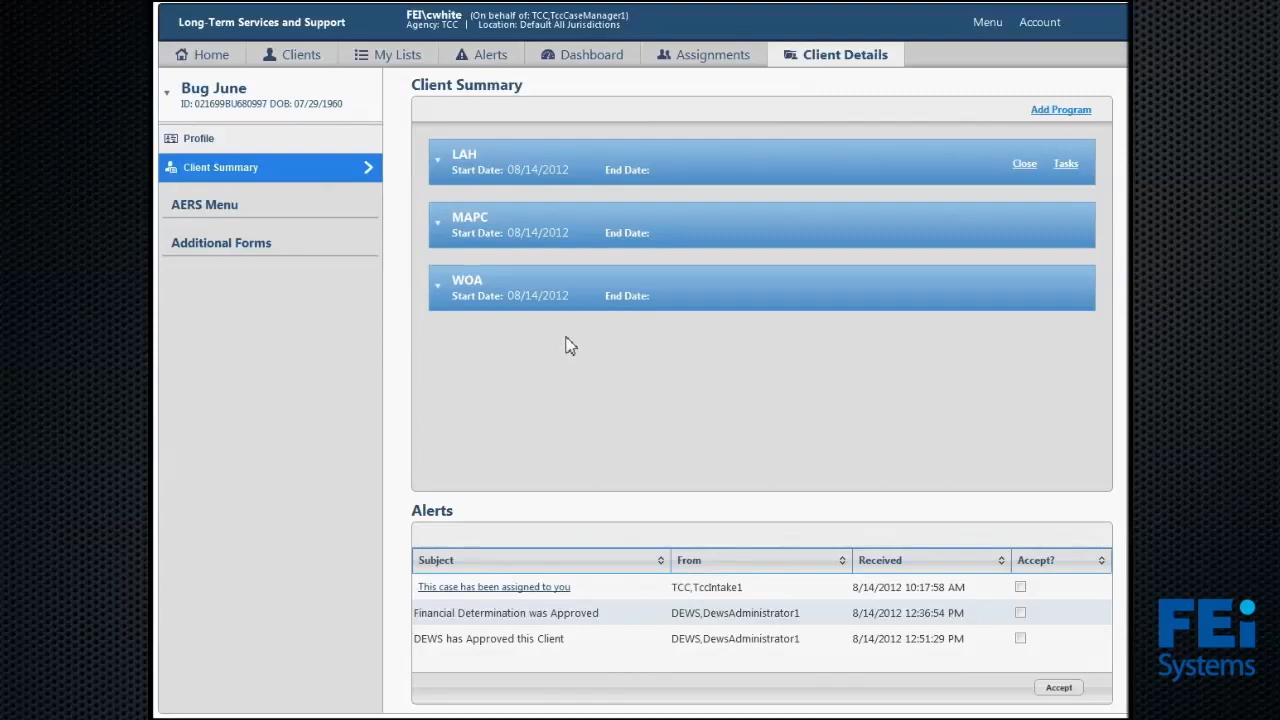 Long-Term Services and Support
FEI\cwhite (On behalf of: TCC,TccCaseManager1)
Agency: TCC | Location: Default All Jurisdictions
Menu Account
Home Clients My Lists Alerts Dashboard Assignments Client Details
Bug June
ID: 021699BU680997 DOB: 07/29/1960
Profile
Client Summary
AERS Menu
Additional Forms
Client Summary
Add Program
LAH
Start Date: 08/14/2012 End Date:
Close Tasks
MAPC
Start Date: 08/14/2012 End Date:
WOA
Start Date: 08/14/2012 End Date:
Alerts
Subject From Received Accept?
This case has been assigned to you TCC,TccIntake1 8/14/2012 10:17:58 AM
Financial Determination was Approved DEWS,DewsAdministrator1 8/14/2012 12:36:54 PM
DEWS has Approved this Client DEWS,DewsAdministrator1 8/14/2012 12:51:29 PM
Accept
FEi
Systems